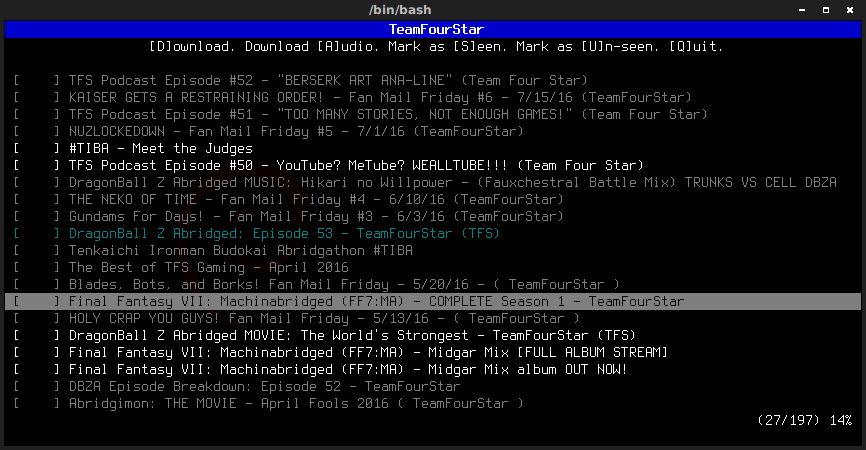 /bin/bash
TeamFourStar
[D]ownload. Download [A]udio. Mark as [S]een. Mark as [U]n-seen. [Q]uit.
[    ] TFS Podcast Episode #52 - "BERSERK ART ANA-LINE" (Team Four Star)
[    ] KAISER GETS A RESTRAINING ORDER! - Fan Mail Friday #6 - 7/15/16 (TeamFourStar)
[    ] TFS Podcast Episode #51 - "TOO MANY STORIES, NOT ENOUGH GAMES!" (Team Four Star)
[    ] NUZLOCKEDOWN - Fan Mail Friday #5 - 7/1/16 (TeamFourStar)
[    ] #TIBA - Meet the Judges
[    ] TFS Podcast Episode #50 - YouTube? MeTube? WEALLTUBE!!! (Team Four Star)
[    ] DragonBall Z Abridged MUSIC: Hikari no Willpower - (Fauxchestral Battle Mix) TRUNKS VS CELL DBZA
[    ] THE NEKO OF TIME - Fan Mail Friday #4 - 6/10/16 (TeamFourStar)
[    ] Gundams For Days! - Fan Mail Friday #3 - 6/3/16 (TeamFourStar)
[    ] DragonBall Z Abridged: Episode 53 - TeamFourStar (TFS)
[    ] Tenkaichi Ironman Budokai Abridgathon #TIBA
[    ] The Best of TFS Gaming - April 2016
[    ] Blades, Bots, and Borks! Fan Mail Friday - 5/20/16 - ( TeamFourStar )
[    ] Final Fantasy VII: Machinabridged (FF7:MA) - COMPLETE Season 1 - TeamFourStar
[    ] HOLY CRAP YOU GUYS! Fan Mail Friday - 5/13/16 - ( TeamFourStar )
[    ] DragonBall Z Abridged MOVIE: The World's Strongest - TeamFourStar (TFS)
[    ] Final Fantasy VII: Machinabridged (FF7:MA) - Midgar Mix [FULL ALBUM STREAM]
[    ] Final Fantasy VII: Machinabridged (FF7:MA) - Midgar Mix album OUT NOW!
[    ] DBZA Episode Breakdown: Episode 52 - TeamFourStar
[    ] Abridgimon: THE MOVIE - April Fools 2016 ( TeamFourStar )
(27/197) 14%